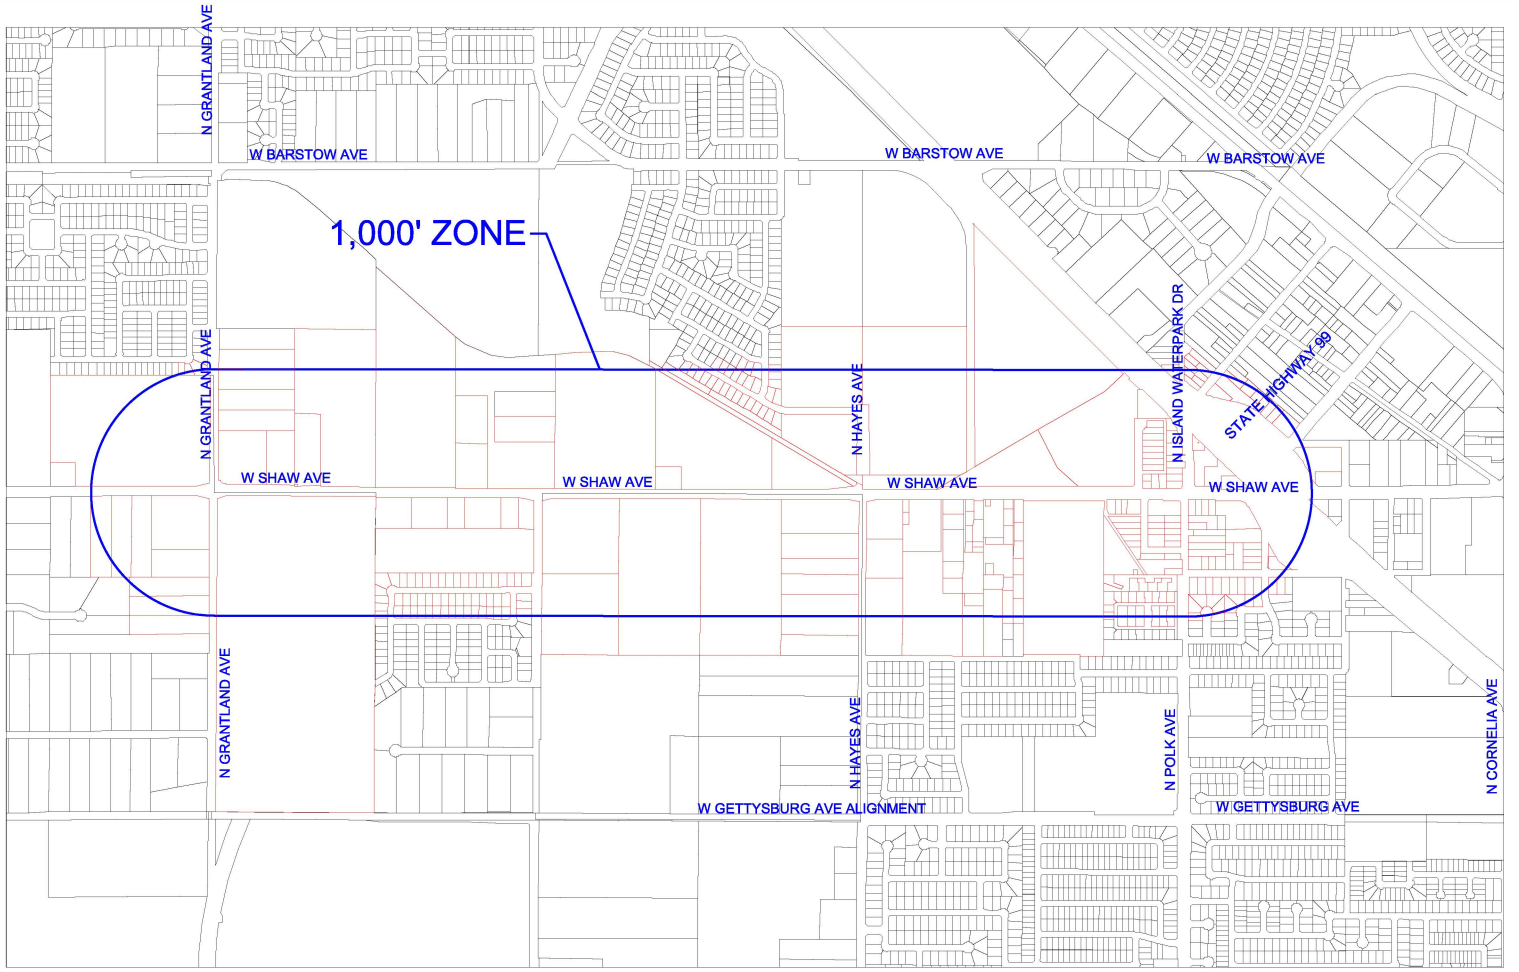 N GRANTLAND AVE
W BARSTOW AVE
W BARSTOW AVE
W BARSTOW AVE
1,000' ZONE
N GRANTLAND AVE
N HAYES AVE
N ISLAND WATERPARK DR
STATE HIGHWAY 99
W SHAW AVE
W SHAW AVE
W SHAW AVE
W SHAW AVE
N GRANTLAND AVE
N HAYES AVE
N POLK AVE
N CORNELIA AVE
W GETTYSBURG AVE ALIGNMENT
W GETTYSBURG AVE